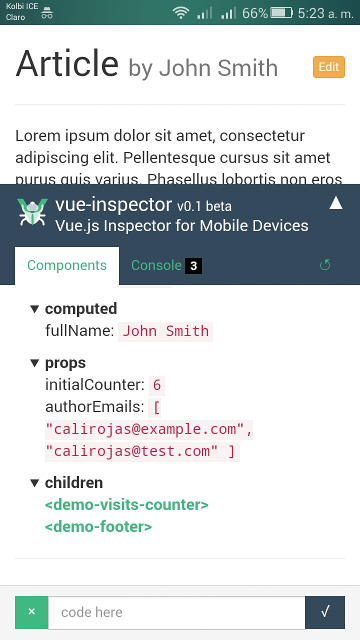 Kolbi ICE
Claro
66% 5:23 a. m.
Article by John Smith
Edit
Lorem ipsum dolor sit amet, consectetur
adipiscing elit. Pellentesque cursus sit amet
purus quis varius. Phasellus lobortis non eros
vue-inspector v0.1 beta
▲
Vue.js Inspector for Mobile Devices
Components
Console 3
↺
▼ computed
fullName: John Smith
▼ props
initialCounter: 6
authorEmails: [
"calirojas@example.com",
"calirojas@test.com" ]
▼ children
<demo-visits-counter>
<demo-footer>
×
code here
√